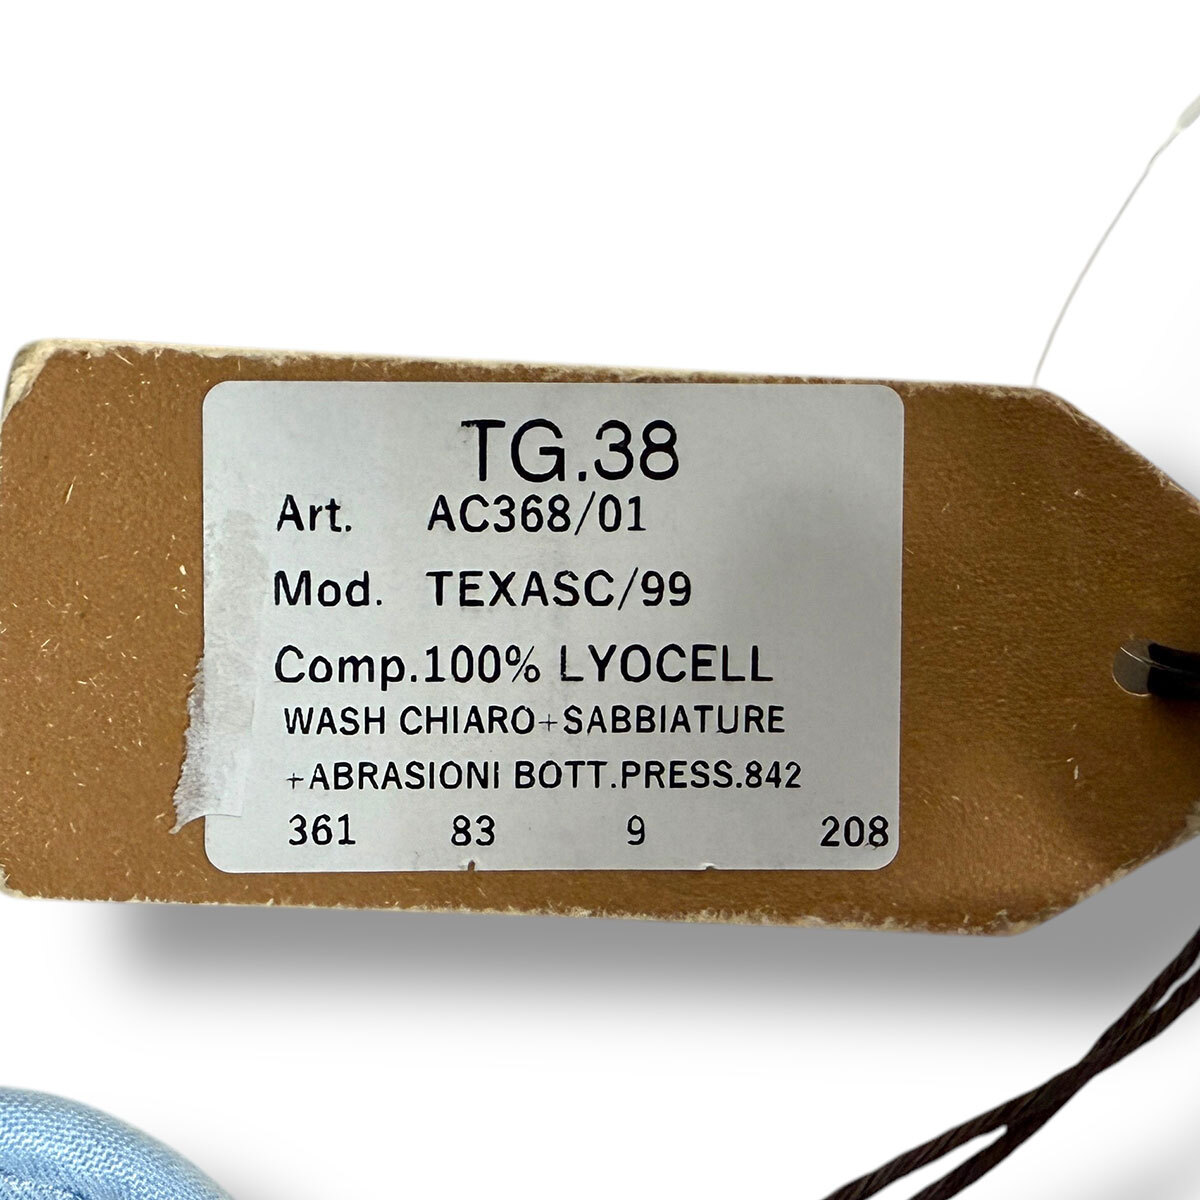 TG.38
Art. AC368/01
Mod. TEXASC/99
Comp.100% LYOCELL
WASH CHIARO+SABBIATURE
+ABRASIONI BOTT.PRESS.842
361 83 9 208